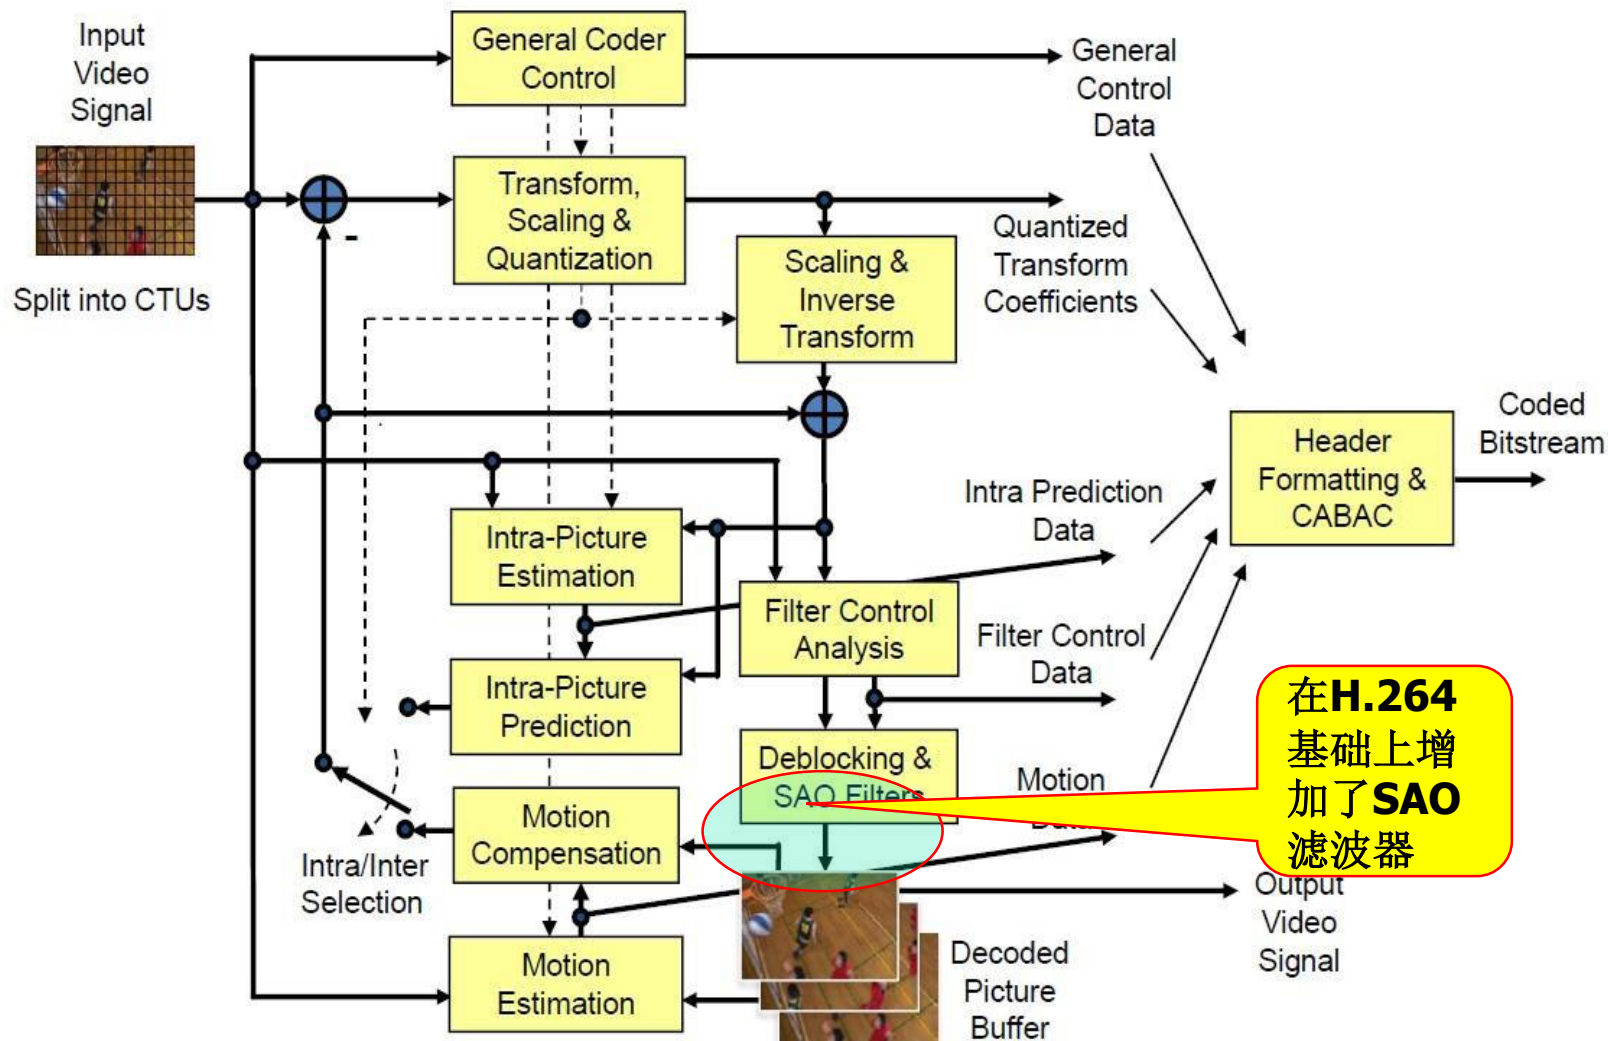 Input
Video
Signal
Split into CTUs
General Coder
Control
General
Control
Data
Transform,
Scaling &
Quantization
-
Quantized
Transform
Coefficients
Scaling &
Inverse
Transform
Coded
Bitstream
Header
Formatting &
CABAC
Intra Prediction
Data
Intra-Picture
Estimation
Filter Control
Analysis
Filter Control
Data
Intra-Picture
Prediction
Deblocking &
SAO Filters
在H.264
基础上增
加了SAO
滤波器
Motion
Intra/Inter
Selection
Motion
Compensation
Output
Video
Signal
Motion
Estimation
Decoded
Picture
Buffer